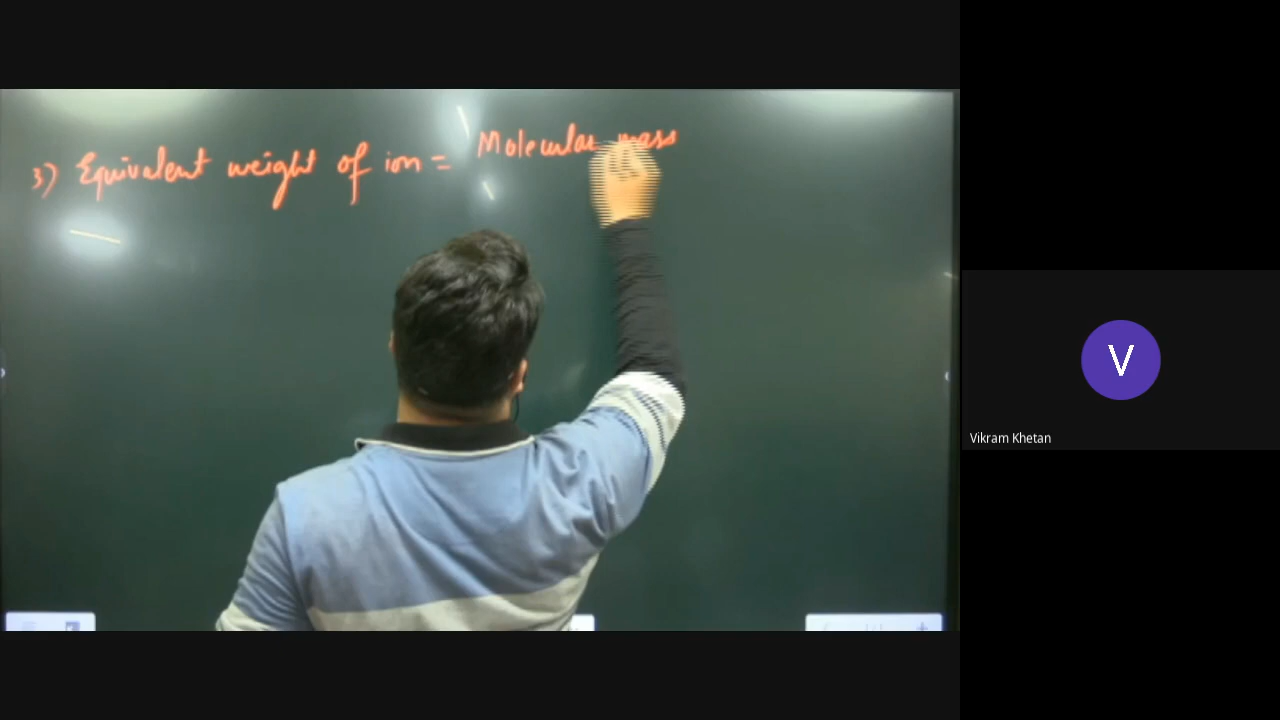 3) Equivalent weight of ion = Molecular mass
V
Vikram Khetan